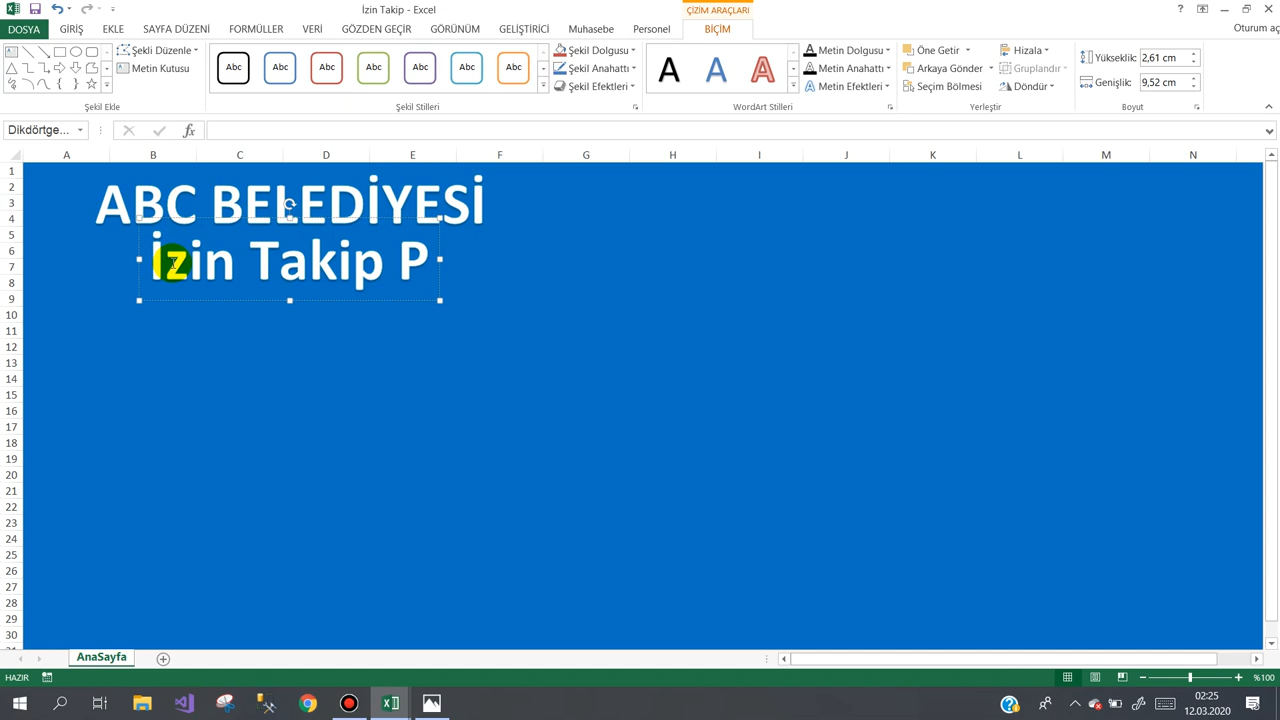 İzin Takip - Excel
ÇİZİM ARAÇLARI
DOSYA GİRİŞ EKLE SAYFA DÜZENİ FORMÜLLER VERİ GÖZDEN GEÇİR GÖRÜNÜM GELİŞTİRİCİ Muhasebe Personel BİÇİM Oturum aç
Şekli Düzenle
Metin Kutusu
Şekil Ekle
Abc Abc Abc Abc Abc Abc Abc
Şekil Dolgusu
Şekil Anahattı
Şekil Efektleri
Şekil Stilleri
A A A
Metin Dolgusu
Metin Anahattı
Metin Efektleri
WordArt Stilleri
Öne Getir
Arkaya Gönder
Seçim Bölmesi
Hizala
Gruplandır
Döndür
Yerleştir
Yükseklik: 2,61 cm
Genişlik: 9,52 cm
Boyut
Dikdörtge...
fx
A B C D E F G H I J K L M N
1
2
3
4
5
6
7
8
9
10
11
12
13
14
15
16
17
18
19
20
21
22
23
24
25
26
27
28
29
30
ABC BELEDİYESİ
İzin Takip P
AnaSayfa
HAZIR
%100
02:25
12.03.2020